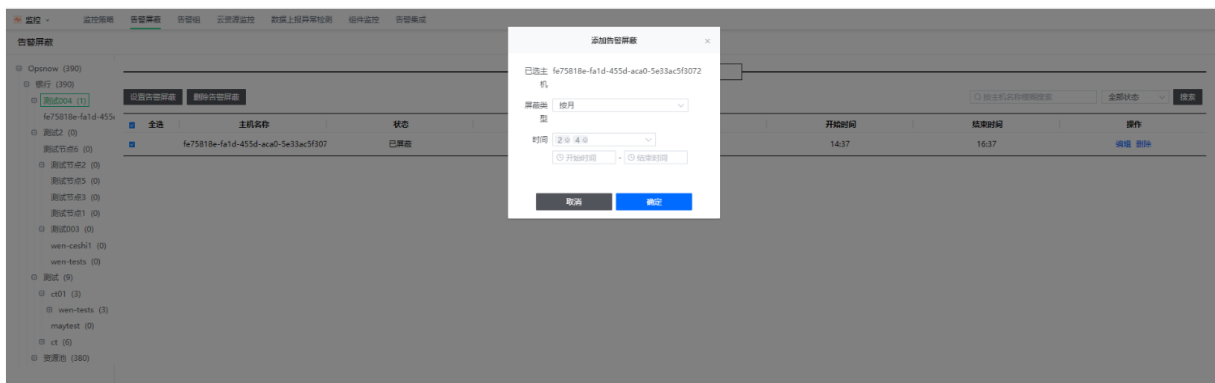 监控
监控策略 告警屏蔽 告警组 云资源监控 数据上报异常检测 组件监控 告警集成
告警屏蔽
Opsnow (390)
银行 (390)
测试004 (1)
fe75818e-fa1d-455c
测试2 (0)
测试节点6 (0)
测试节点2 (0)
测试节点5 (0)
测试节点3 (0)
测试节点1 (0)
测试003 (0)
wen-ceshi1 (0)
wen-tests (0)
测试 (9)
ct01 (3)
wen-tests (3)
maytest (0)
ct (6)
资源池 (380)
设置告警屏蔽 删除告警屏蔽
按主机名称模糊搜索 全部状态 搜索
全选 主机名称 状态 开始时间 结束时间 操作
fe75818e-fa1d-455d-aca0-5e33ac5f307 已屏蔽 14:37 16:37 编辑 删除
添加告警屏蔽
已选主机 fe75818e-fa1d-455d-aca0-5e33ac5f3072
屏蔽类型 按月
时间 2 4
开始时间 - 结束时间
取消 确定